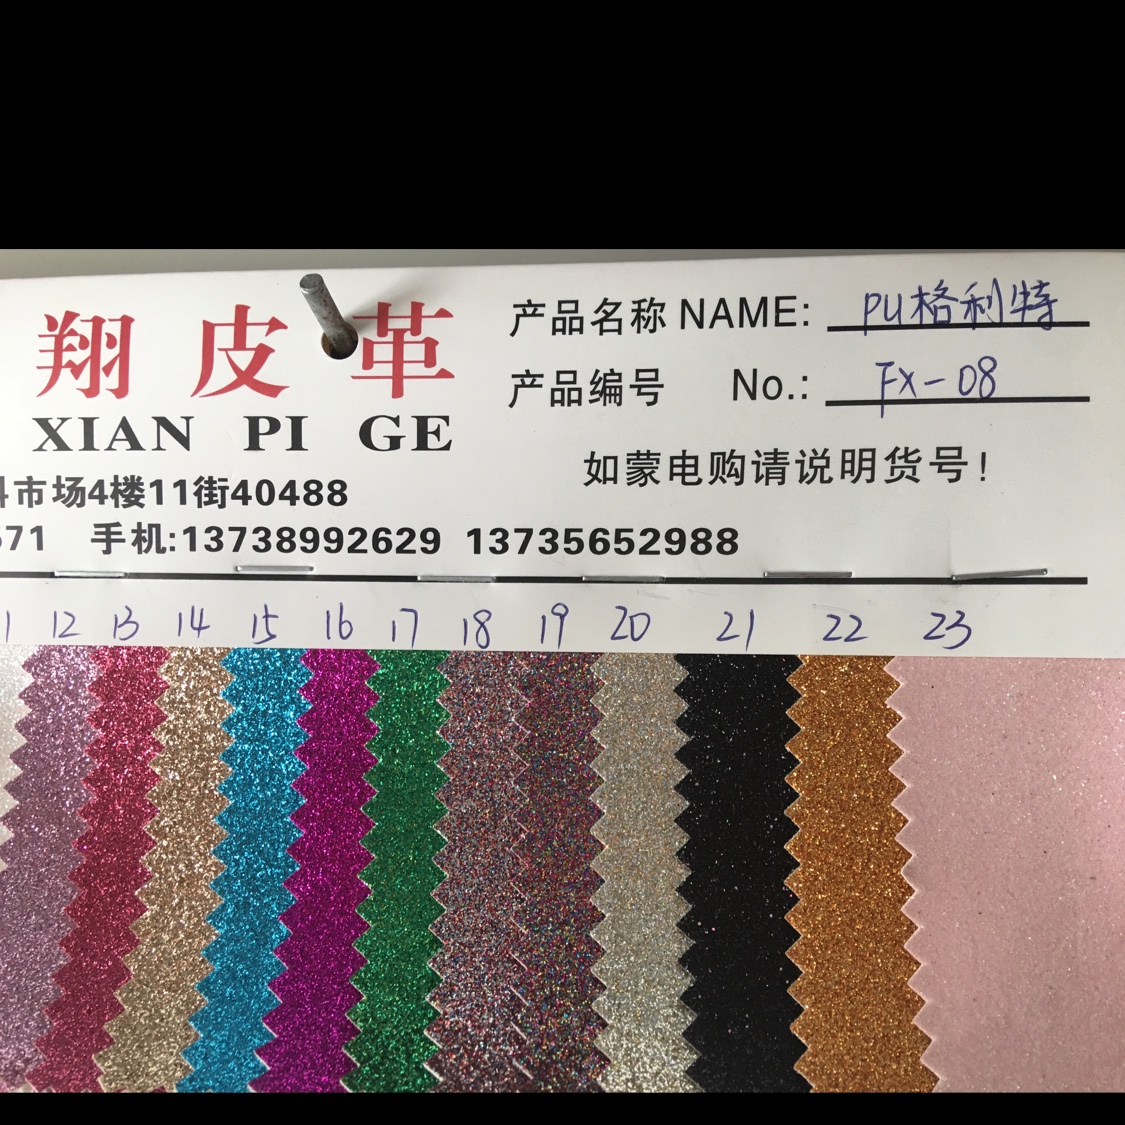 翔皮革
XIAN PI GE
产品名称 NAME: PU格利特
产品编号 No.: FX-08
如蒙电购请说明货号!
市场4楼11街40488
571 手机:13738992629 13735652988
12 13 14 15 16 17 18 19 20 21 22 23